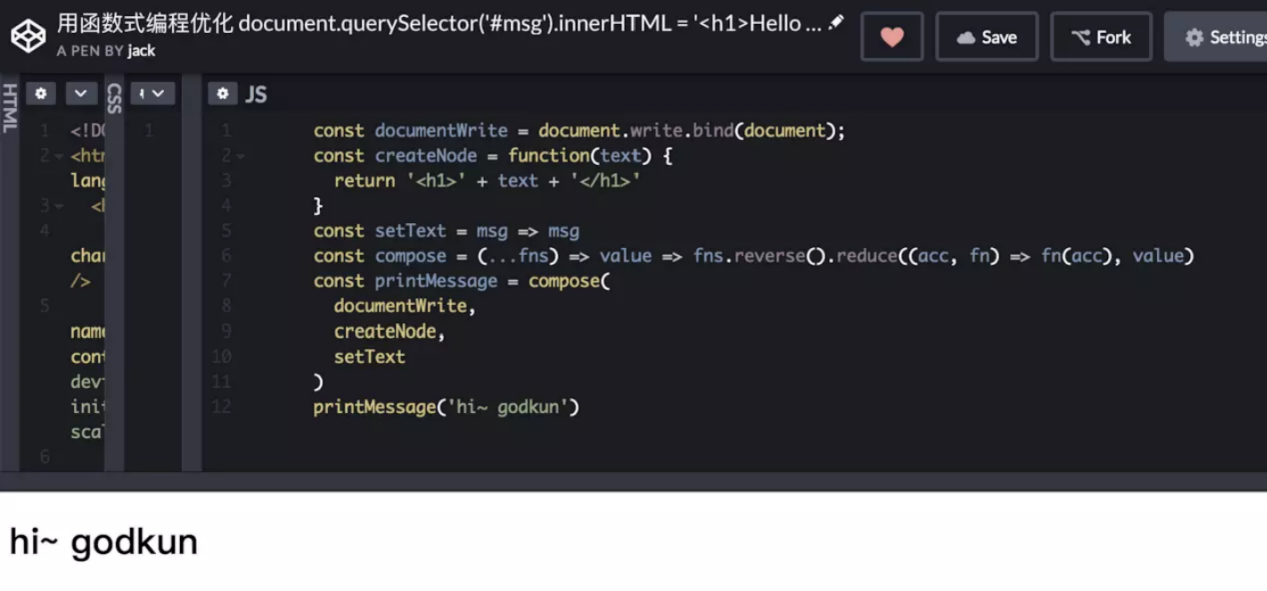 用函数式编程优化 document.querySelector('#msg').innerHTML = '<h1>Hello ...
A PEN BY jack
Save
Fork
Settings
HTML
CSS
JS
1 <!DO
2 <htm
lang
3 <h
4
char
/>
5
name
cont
devi
init
scal
6
1
1 const documentWrite = document.write.bind(document);
2 const createNode = function(text) {
3 return '<h1>' + text + '</h1>'
4 }
5 const setText = msg => msg
6 const compose = (...fns) => value => fns.reverse().reduce((acc, fn) => fn(acc), value)
7 const printMessage = compose(
8 documentWrite,
9 createNode,
10 setText
11 )
12 printMessage('hi~ godkun')
hi~ godkun